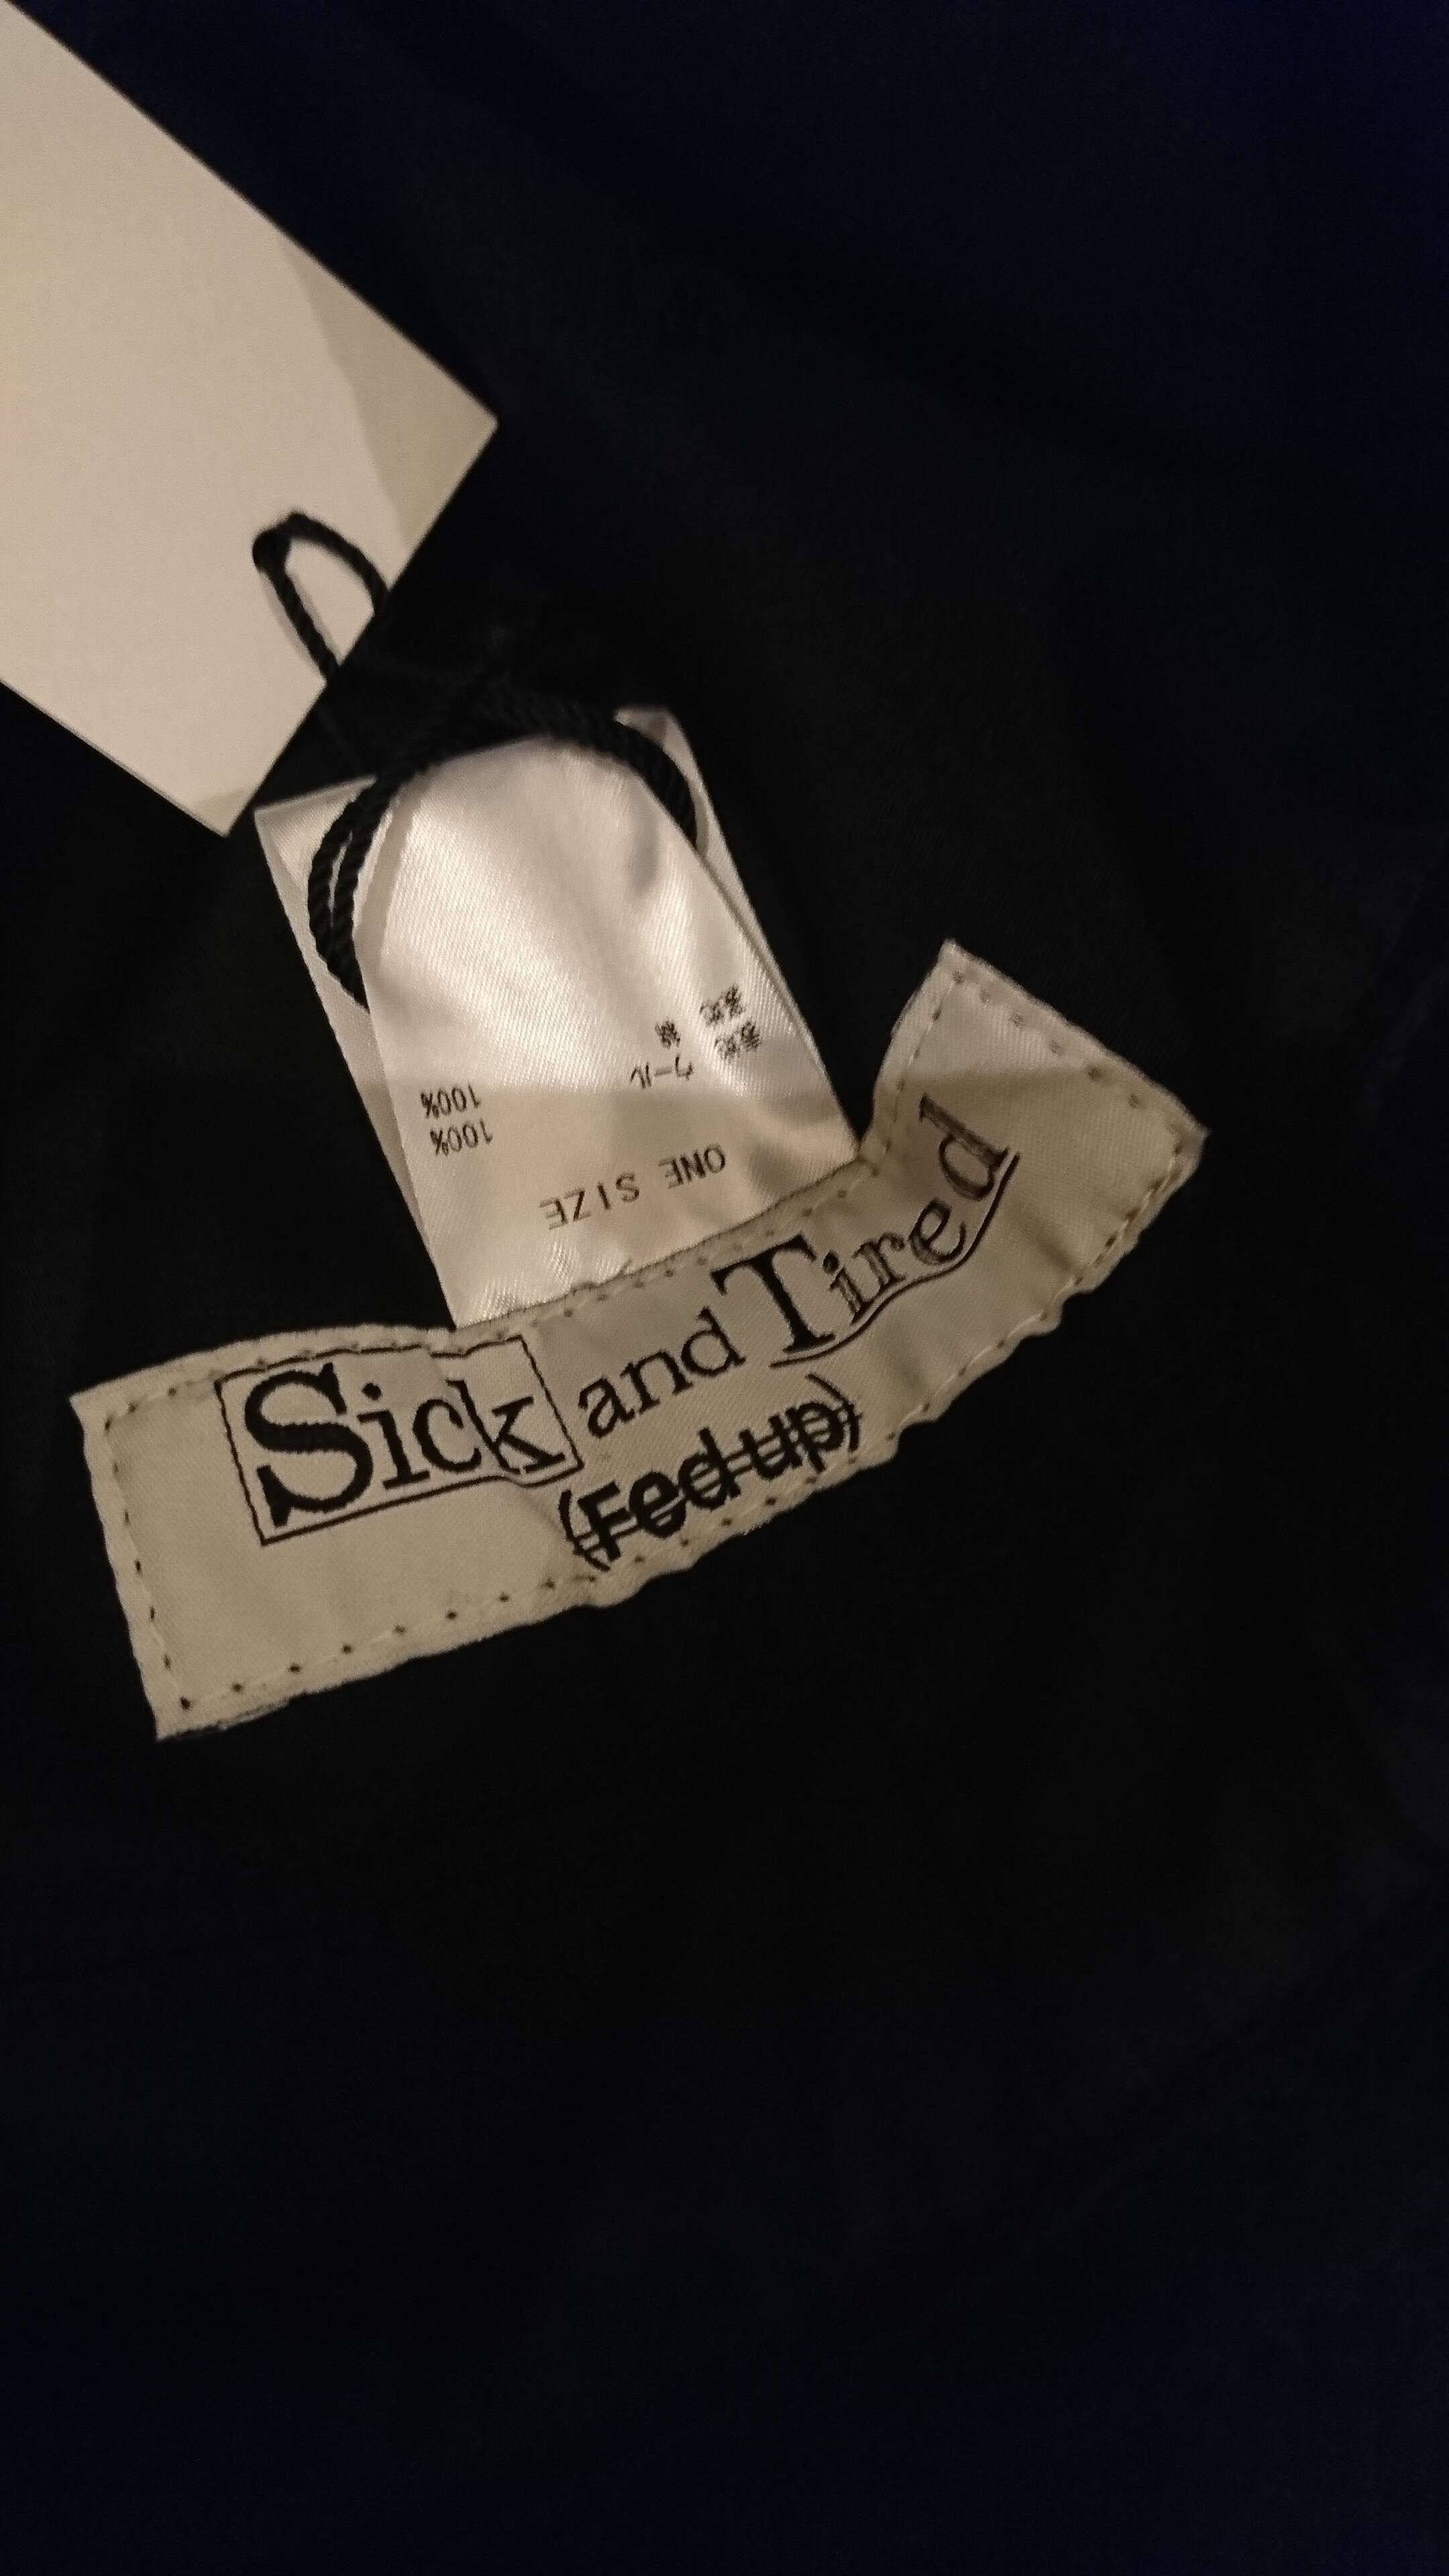 Sick and Tired
(Fed up)
ONE SIZE
表地 ウール 100%
裏地 綿 100%